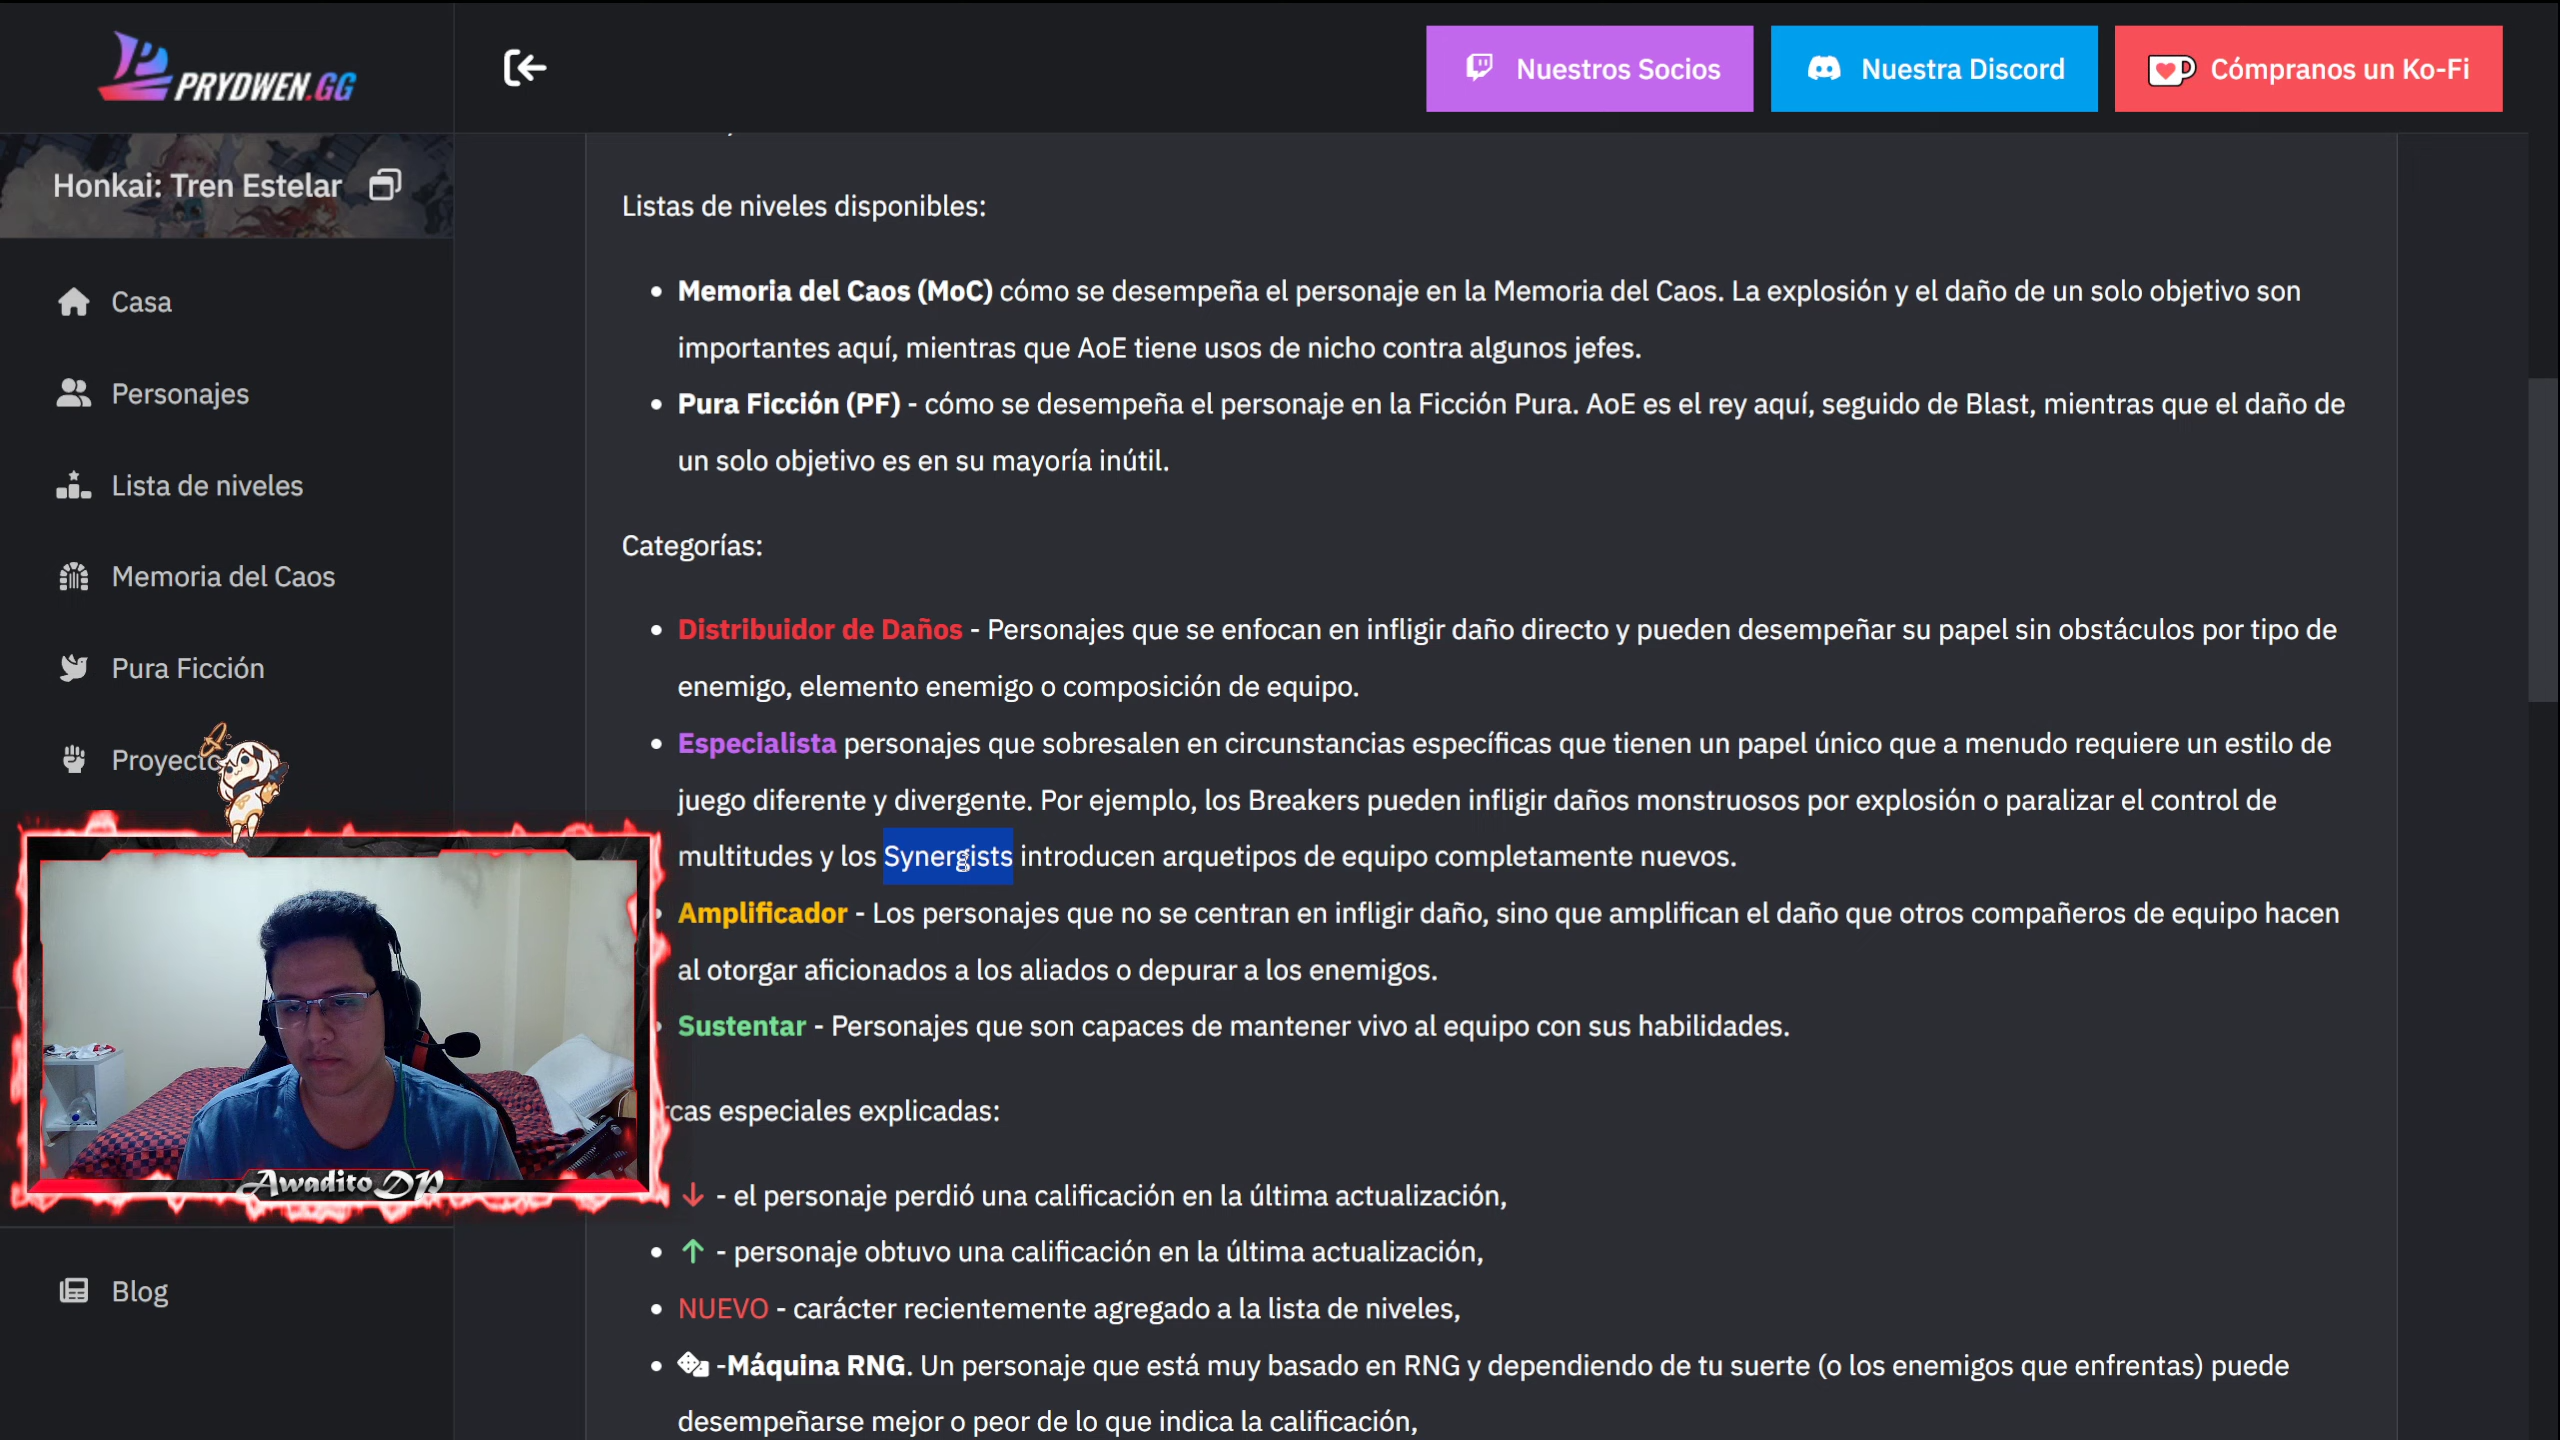 PRYDWEN.GG
Nuestros Socios
Nuestra Discord
Cómpranos un Ko-Fi
Honkai: Tren Estelar
Casa
Personajes
Lista de niveles
Memoria del Caos
Pura Ficción
Proyecto
Blog
Listas de niveles disponibles:
Memoria del Caos (MoC) cómo se desempeña el personaje en la Memoria del Caos. La explosión y el daño de un solo objetivo son
importantes aquí, mientras que AoE tiene usos de nicho contra algunos jefes.
Pura Ficción (PF) - cómo se desempeña el personaje en la Ficción Pura. AoE es el rey aquí, seguido de Blast, mientras que el daño de
un solo objetivo es en su mayoría inútil.
Categorías:
Distribuidor de Daños - Personajes que se enfocan en infligir daño directo y pueden desempeñar su papel sin obstáculos por tipo de
enemigo, elemento enemigo o composición de equipo.
Especialista personajes que sobresalen en circunstancias específicas que tienen un papel único que a menudo requiere un estilo de
juego diferente y divergente. Por ejemplo, los Breakers pueden infligir daños monstruosos por explosión o paralizar el control de
multitudes y los Synergists introducen arquetipos de equipo completamente nuevos.
Amplificador - Los personajes que no se centran en infligir daño, sino que amplifican el daño que otros compañeros de equipo hacen
al otorgar aficionados a los aliados o depurar a los enemigos.
Sustentar - Personajes que son capaces de mantener vivo al equipo con sus habilidades.
rcas especiales explicadas:
↓ - el personaje perdió una calificación en la última actualización,
↑ - personaje obtuvo una calificación en la última actualización,
NUEVO - carácter recientemente agregado a la lista de niveles,
-Máquina RNG. Un personaje que está muy basado en RNG y dependiendo de tu suerte (o los enemigos que enfrentas) puede
desempeñarse mejor o peor de lo que indica la calificación,
Awadito DP